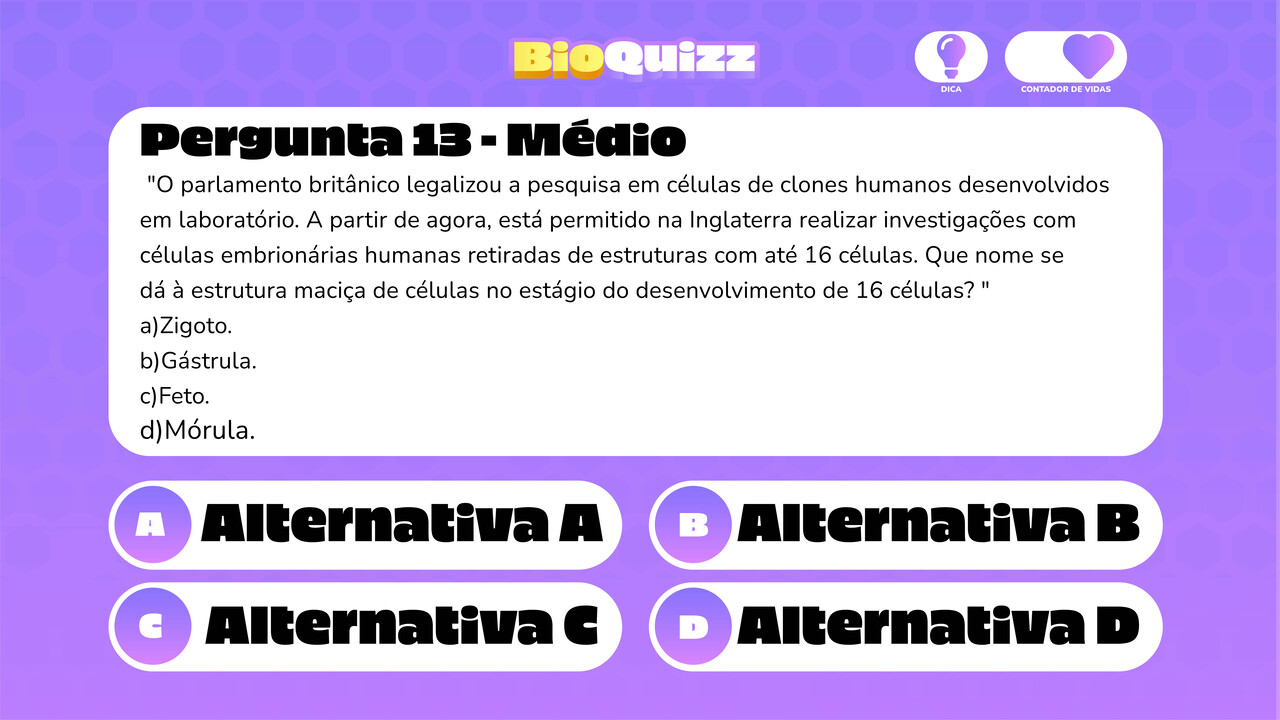 BioQuizz
DICA
CONTADOR DE VIDAS
Pergunta 13 - Médio
"O parlamento britânico legalizou a pesquisa em células de clones humanos desenvolvidos
em laboratório. A partir de agora, está permitido na Inglaterra realizar investigações com
células embrionárias humanas retiradas de estruturas com até 16 células. Que nome se
dá à estrutura maciça de células no estágio do desenvolvimento de 16 células? "
a)Zigoto.
b)Gástrula.
c)Feto.
d)Mórula.
A Alternativa A
B Alternativa B
C Alternativa C
D Alternativa D